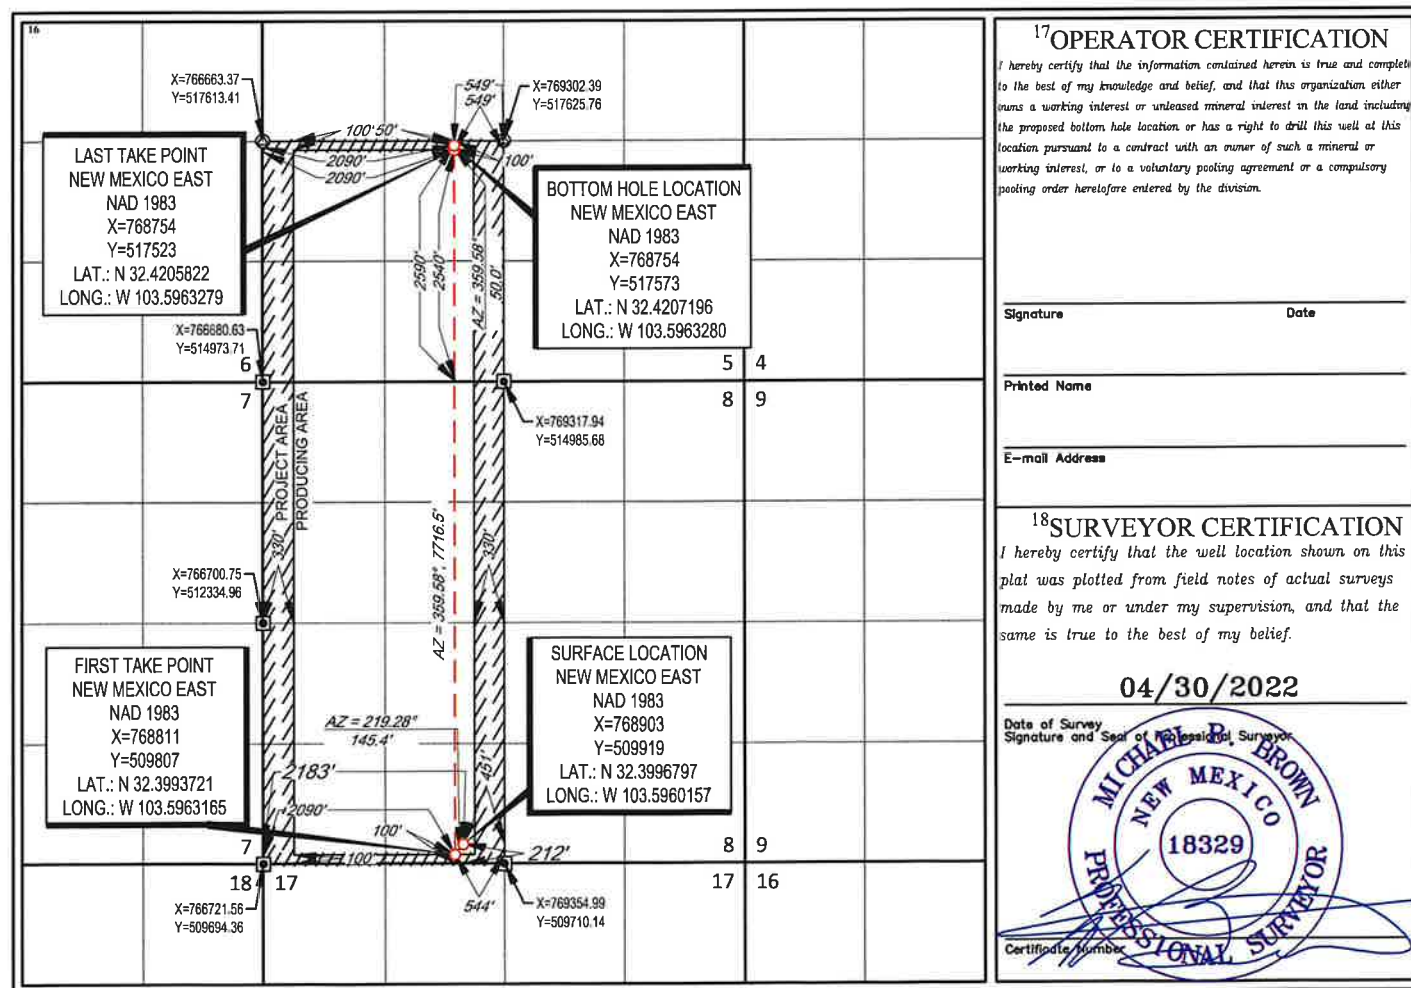 16
X=766663.37
Y=517613.41
549'
549'
X=769302.39
Y=517625.76
100'
50'
2090'
2090'
100'
LAST TAKE POINT
NEW MEXICO EAST
NAD 1983
X=768754
Y=517523
LAT.: N 32.4205822
LONG.: W 103.5963279
BOTTOM HOLE LOCATION
NEW MEXICO EAST
NAD 1983
X=768754
Y=517573
LAT.: N 32.4207196
LONG.: W 103.5963280
2590'
2540'
AZ = 359.58°
50.0'
X=766680.63
Y=514973.71
6
5
4
7
8
9
X=769317.94
Y=514985.68
330'
PROJECT AREA
PRODUCING AREA
AZ = 359.58°, 7716.5'
330'
X=766700.75
Y=512334.96
FIRST TAKE POINT
NEW MEXICO EAST
NAD 1983
X=768811
Y=509807
LAT.: N 32.3993721
LONG.: W 103.5963165
SURFACE LOCATION
NEW MEXICO EAST
NAD 1983
X=768903
Y=509919
LAT.: N 32.3996797
LONG.: W 103.5960157
AZ = 219.28°
145.4'
2183'
451'
2090'
100'
100'
212'
7
8
9
18
17
17
16
544'
X=766721.56
Y=509694.36
X=769354.99
Y=509710.14
17OPERATOR CERTIFICATION
I hereby certify that the information contained herein is true and complete
to the best of my knowledge and belief, and that this organization either
owns a working interest or unleased mineral interest in the land including
the proposed bottom hole location or has a right to drill this well at this
location pursuant to a contract with an owner of such a mineral or
working interest, or to a voluntary pooling agreement or a compulsory
pooling order heretofore entered by the division.
Signature Date
Printed Name
E-mail Address
18SURVEYOR CERTIFICATION
I hereby certify that the well location shown on this
plat was plotted from field notes of actual surveys
made by me or under my supervision, and that the
same is true to the best of my belief.
04/30/2022
Date of Survey
Signature and Seal of Professional Surveyor
MICHAEL B. BROWN
NEW MEXICO
18329
PROFESSIONAL SURVEYOR
Certificate Number